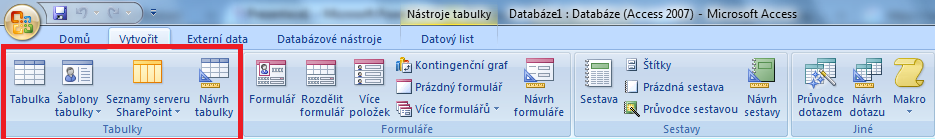 Nástroje tabulky Databáze1 : Databáze (Access 2007) - Microsoft Access
Domů Vytvořit Externí data Databázové nástroje Datový list
Tabulka
Šablony tabulky
Seznamy serveru SharePoint
Návrh tabulky
Tabulky
Formulář
Rozdělit formulář
Více položek
Kontingenční graf
Prázdný formulář
Více formulářů
Návrh formuláře
Formuláře
Sestava
Štítky
Prázdná sestava
Průvodce sestavou
Návrh sestavy
Sestavy
Průvodce dotazem
Návrh dotazu
Makro
Jiné